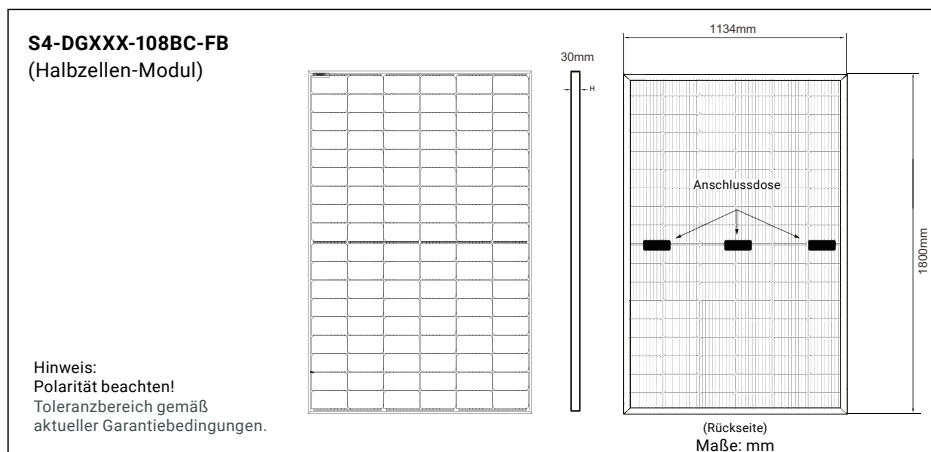 S4-DGXXX-108BC-FB
(Halbzellen-Modul)
30mm
H
1134mm
Anschlussdose
1800mm
Hinweis:
Polarität beachten!
Toleranzbereich gemäß
aktueller Garantiebedingungen.
(Rückseite)
Maße: mm